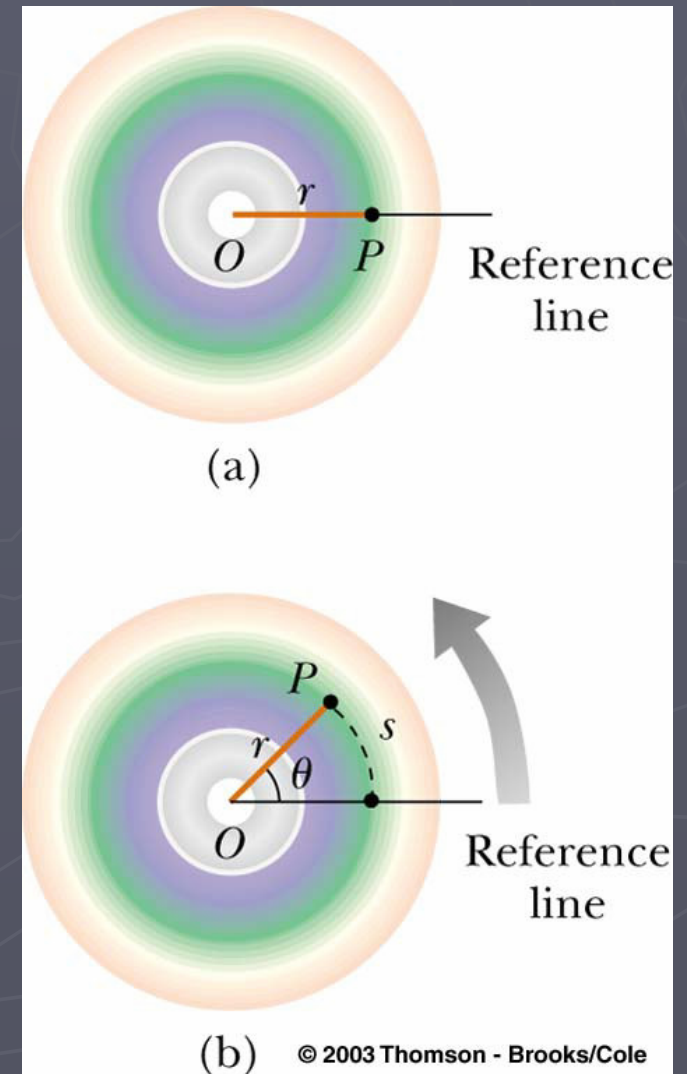 r
O
P
Reference
line
(a)
P
s
r
θ
O
Reference
line
(b)
© 2003 Thomson - Brooks/Cole